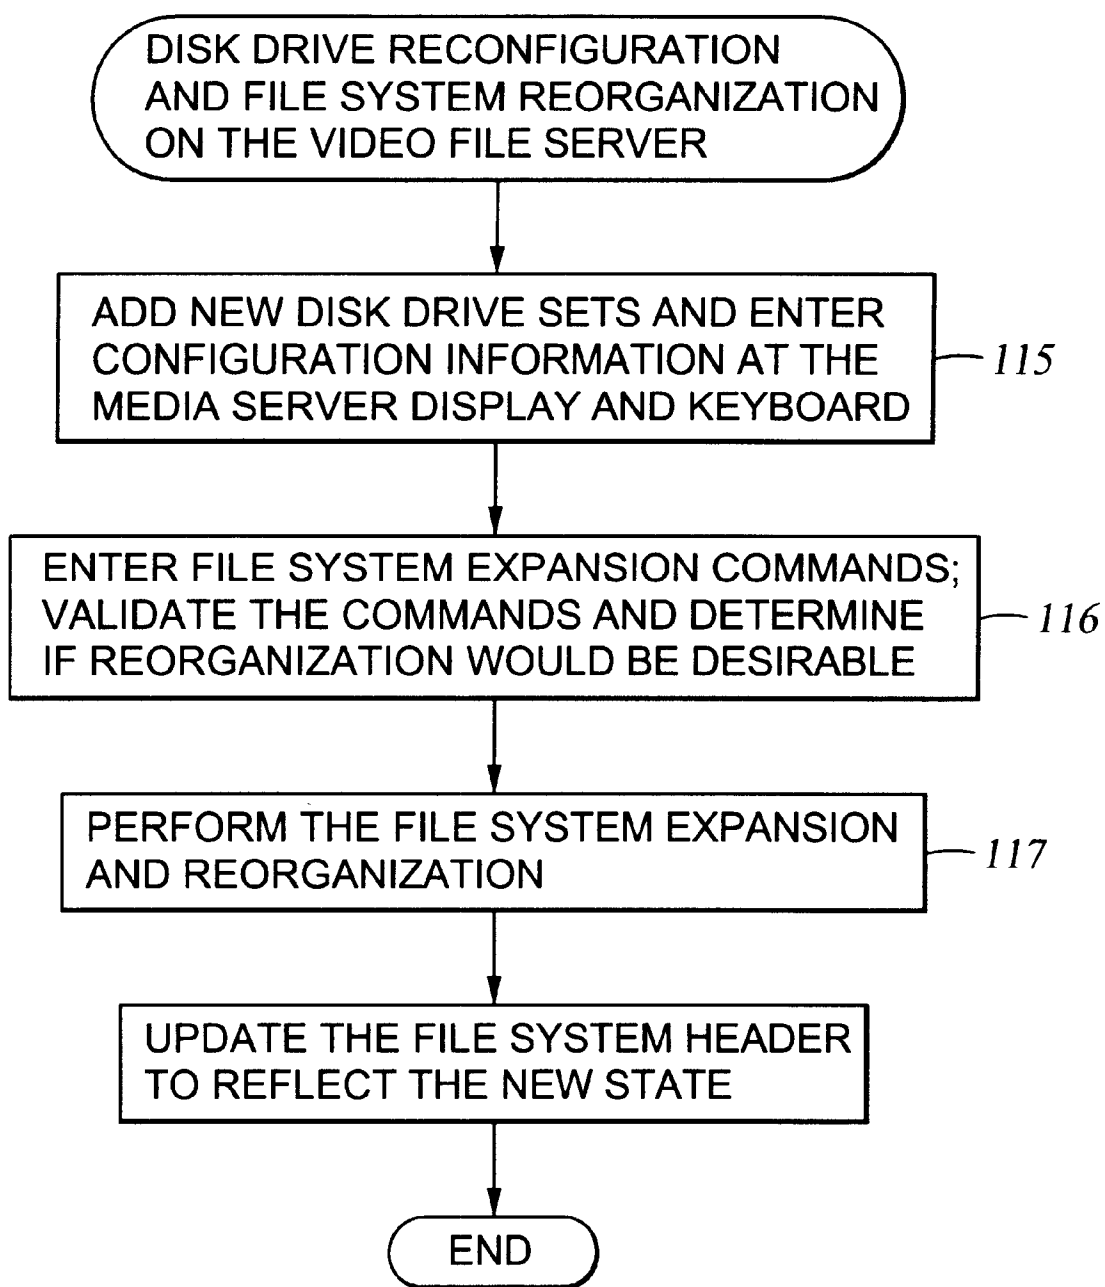 DISK DRIVE RECONFIGURATION
AND FILE SYSTEM REORGANIZATION
ON THE VIDEO FILE SERVER
ADD NEW DISK DRIVE SETS AND ENTER
CONFIGURATION INFORMATION AT THE
MEDIA SERVER DISPLAY AND KEYBOARD
115
ENTER FILE SYSTEM EXPANSION COMMANDS;
VALIDATE THE COMMANDS AND DETERMINE
IF REORGANIZATION WOULD BE DESIRABLE
116
PERFORM THE FILE SYSTEM EXPANSION
AND REORGANIZATION
117
UPDATE THE FILE SYSTEM HEADER
TO REFLECT THE NEW STATE
END